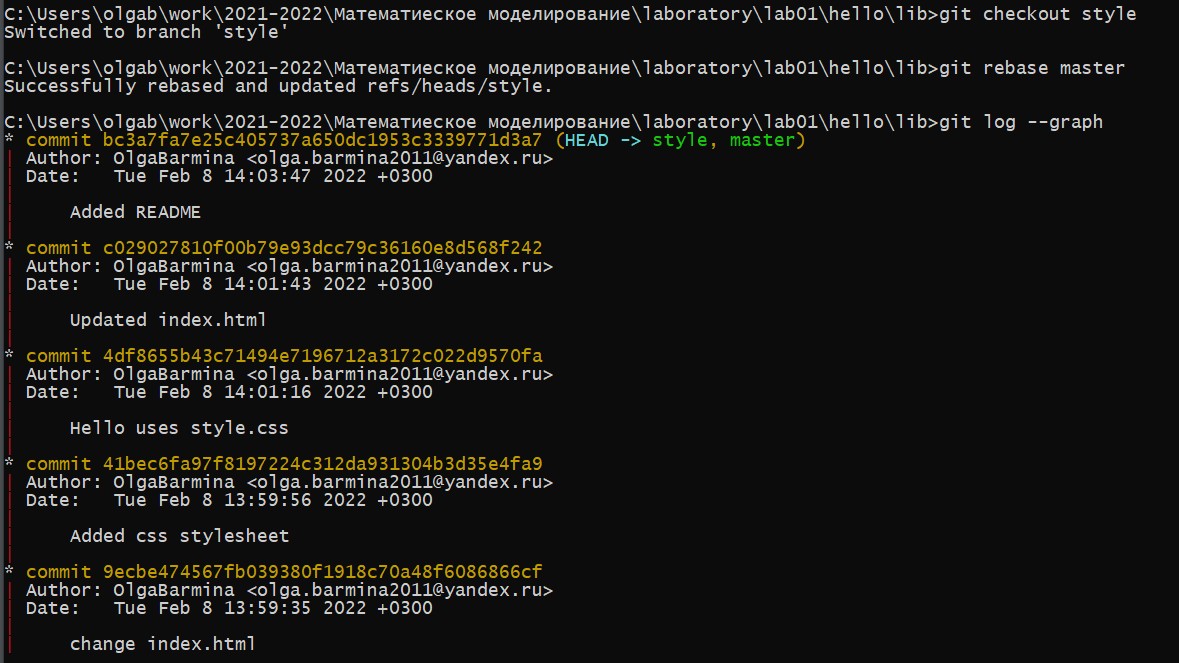 C:\Users\olgab\work\2021-2022\Математиеское моделирование\laboratory\lab01\hello\lib>git checkout style
Switched to branch 'style'
C:\Users\olgab\work\2021-2022\Математиеское моделирование\laboratory\lab01\hello\lib>git rebase master
Successfully rebased and updated refs/heads/style.
C:\Users\olgab\work\2021-2022\Математиеское моделирование\laboratory\lab01\hello\lib>git log --graph
* commit bc3a7fa7e25c405737a650dc1953c3339771d3a7 (HEAD -> style, master)
| Author: OlgaBarmina <olga.barmina2011@yandex.ru>
| Date:   Tue Feb 8 14:03:47 2022 +0300
|
|     Added README
|
* commit c029027810f00b79e93dcc79c36160e8d568f242
| Author: OlgaBarmina <olga.barmina2011@yandex.ru>
| Date:   Tue Feb 8 14:01:43 2022 +0300
|
|     Updated index.html
|
* commit 4df8655b43c71494e7196712a3172c022d9570fa
| Author: OlgaBarmina <olga.barmina2011@yandex.ru>
| Date:   Tue Feb 8 14:01:16 2022 +0300
|
|     Hello uses style.css
|
* commit 41bec6fa97f8197224c312da931304b3d35e4fa9
| Author: OlgaBarmina <olga.barmina2011@yandex.ru>
| Date:   Tue Feb 8 13:59:56 2022 +0300
|
|     Added css stylesheet
|
* commit 9ecbe474567fb039380f1918c70a48f6086866cf
| Author: OlgaBarmina <olga.barmina2011@yandex.ru>
| Date:   Tue Feb 8 13:59:35 2022 +0300
|
|     change index.html